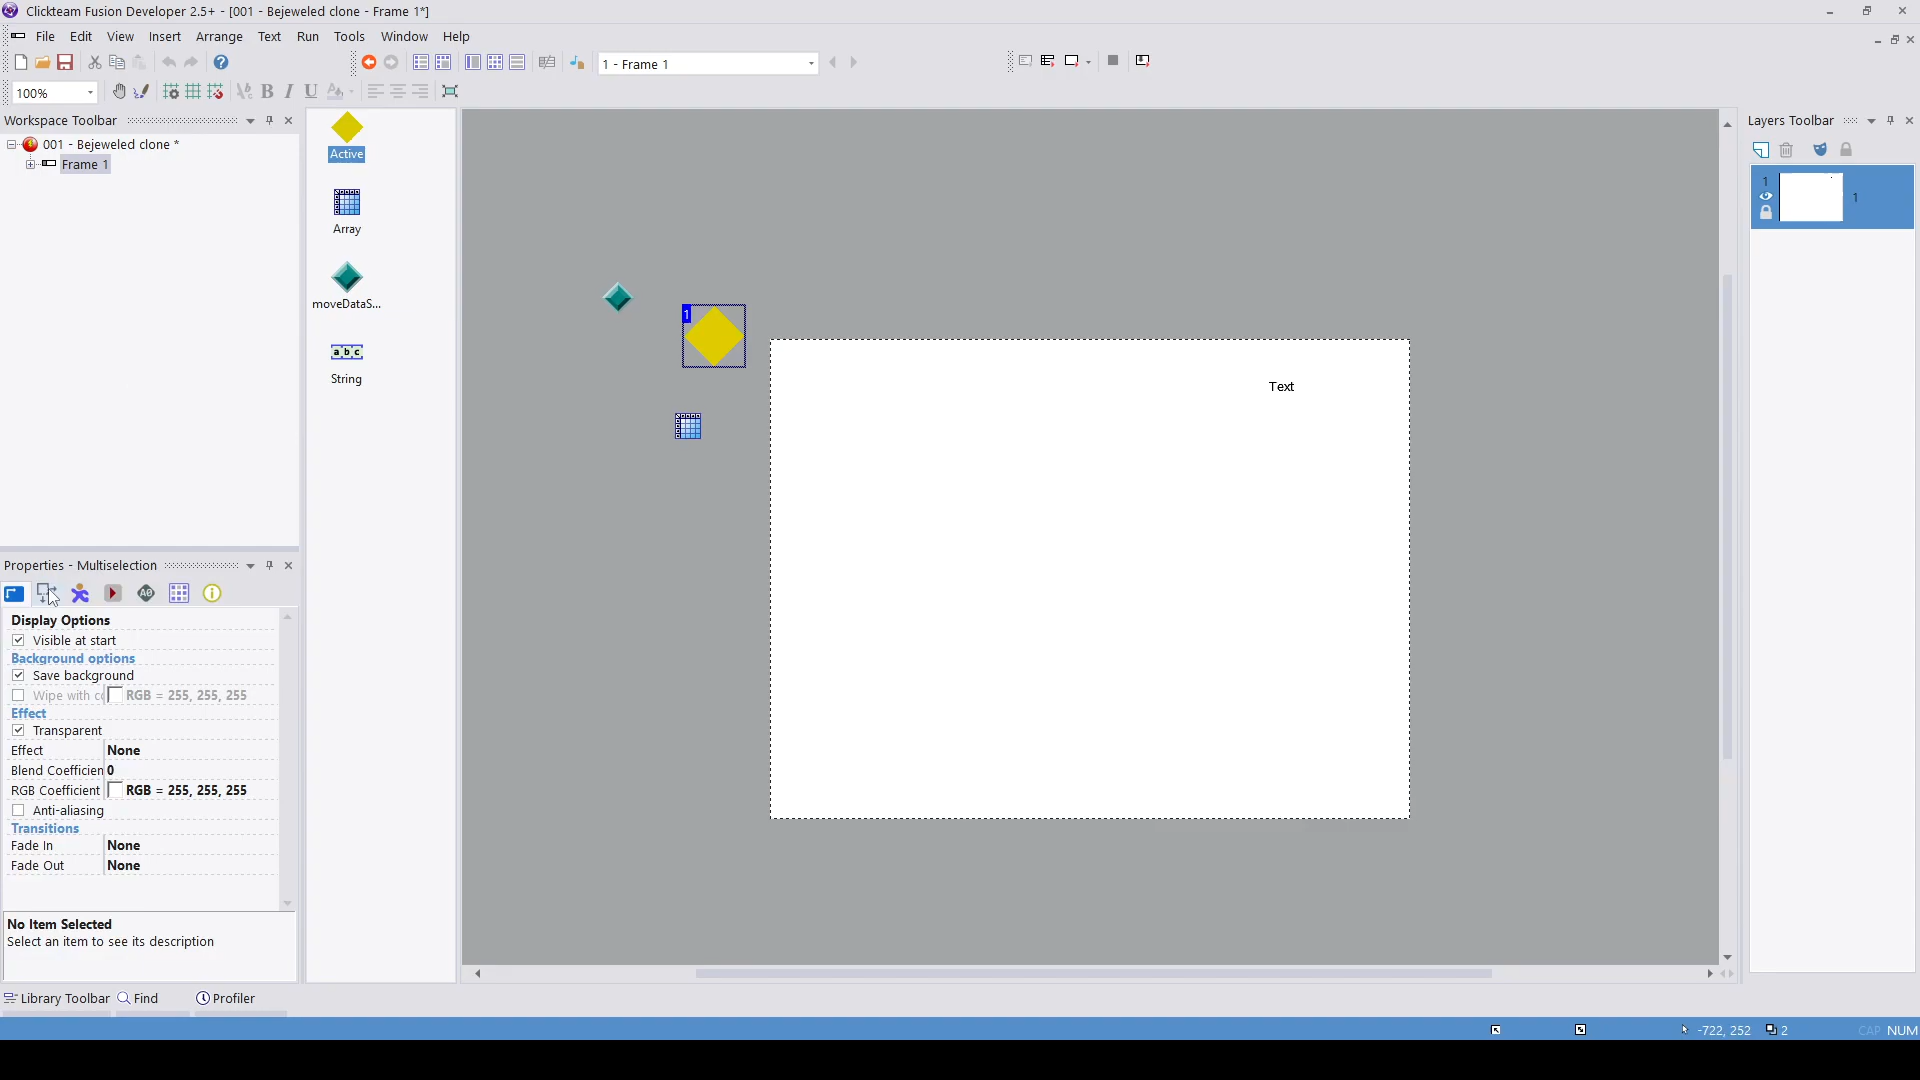 Clickteam Fusion Developer 2.5+ - [001 - Bejeweled clone - Frame 1*]
File Edit View Insert Arrange Text Run Tools Window Help
1 - Frame 1
100% B I U A
Workspace Toolbar
001 - Bejeweled clone *
Frame 1
Active
Array
moveDataS...
a b c
String
1
Text
Layers Toolbar
1
1
Properties - Multiselection
Display Options
Visible at start
Background options
Save background
Wipe with co RGB = 255, 255, 255
Effect
Transparent
Effect None
Blend Coefficien 0
RGB Coefficient RGB = 255, 255, 255
Anti-aliasing
Transitions
Fade In None
Fade Out None
No Item Selected
Select an item to see its description
Library Toolbar Find Profiler
-722, 252 2 CAP NUM